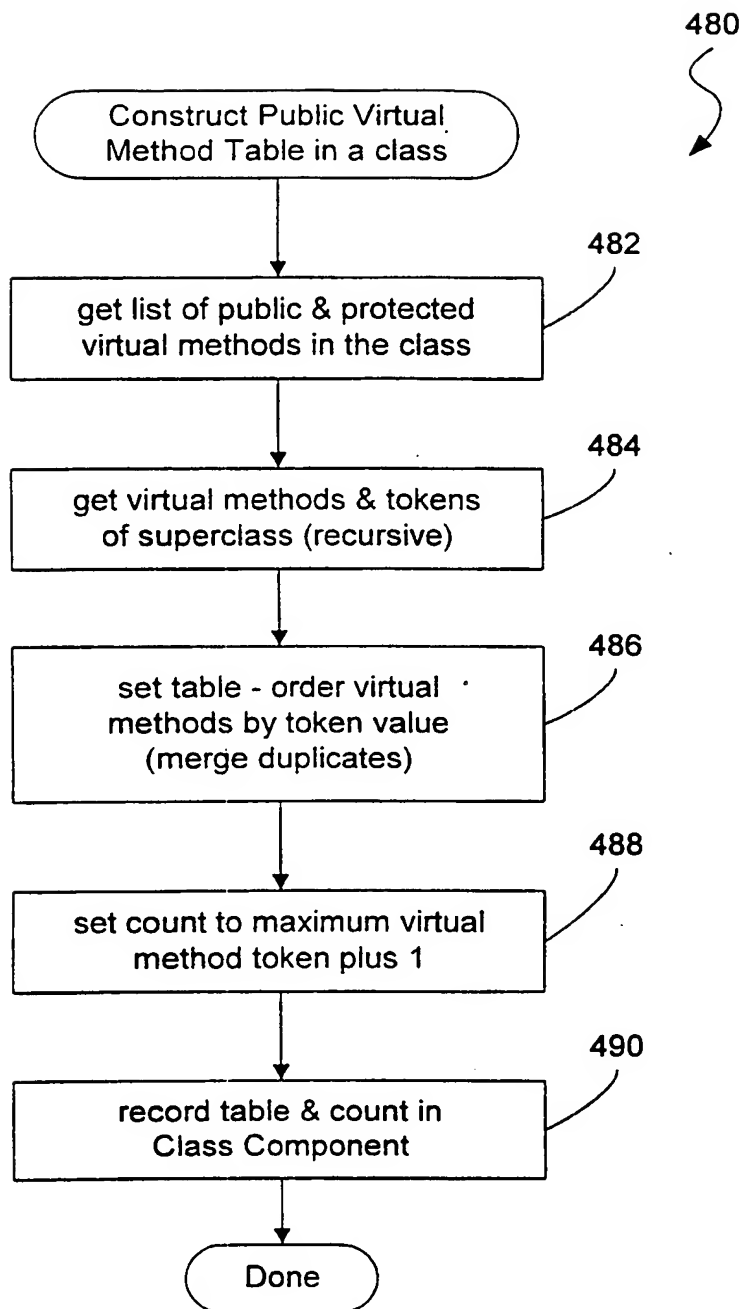 480
Construct Public Virtual
Method Table in a class
482
get list of public & protected
virtual methods in the class
484
get virtual methods & tokens
of superclass (recursive)
486
set table - order virtual
methods by token value
(merge duplicates)
488
set count to maximum virtual
method token plus 1
490
record table & count in
Class Component
Done